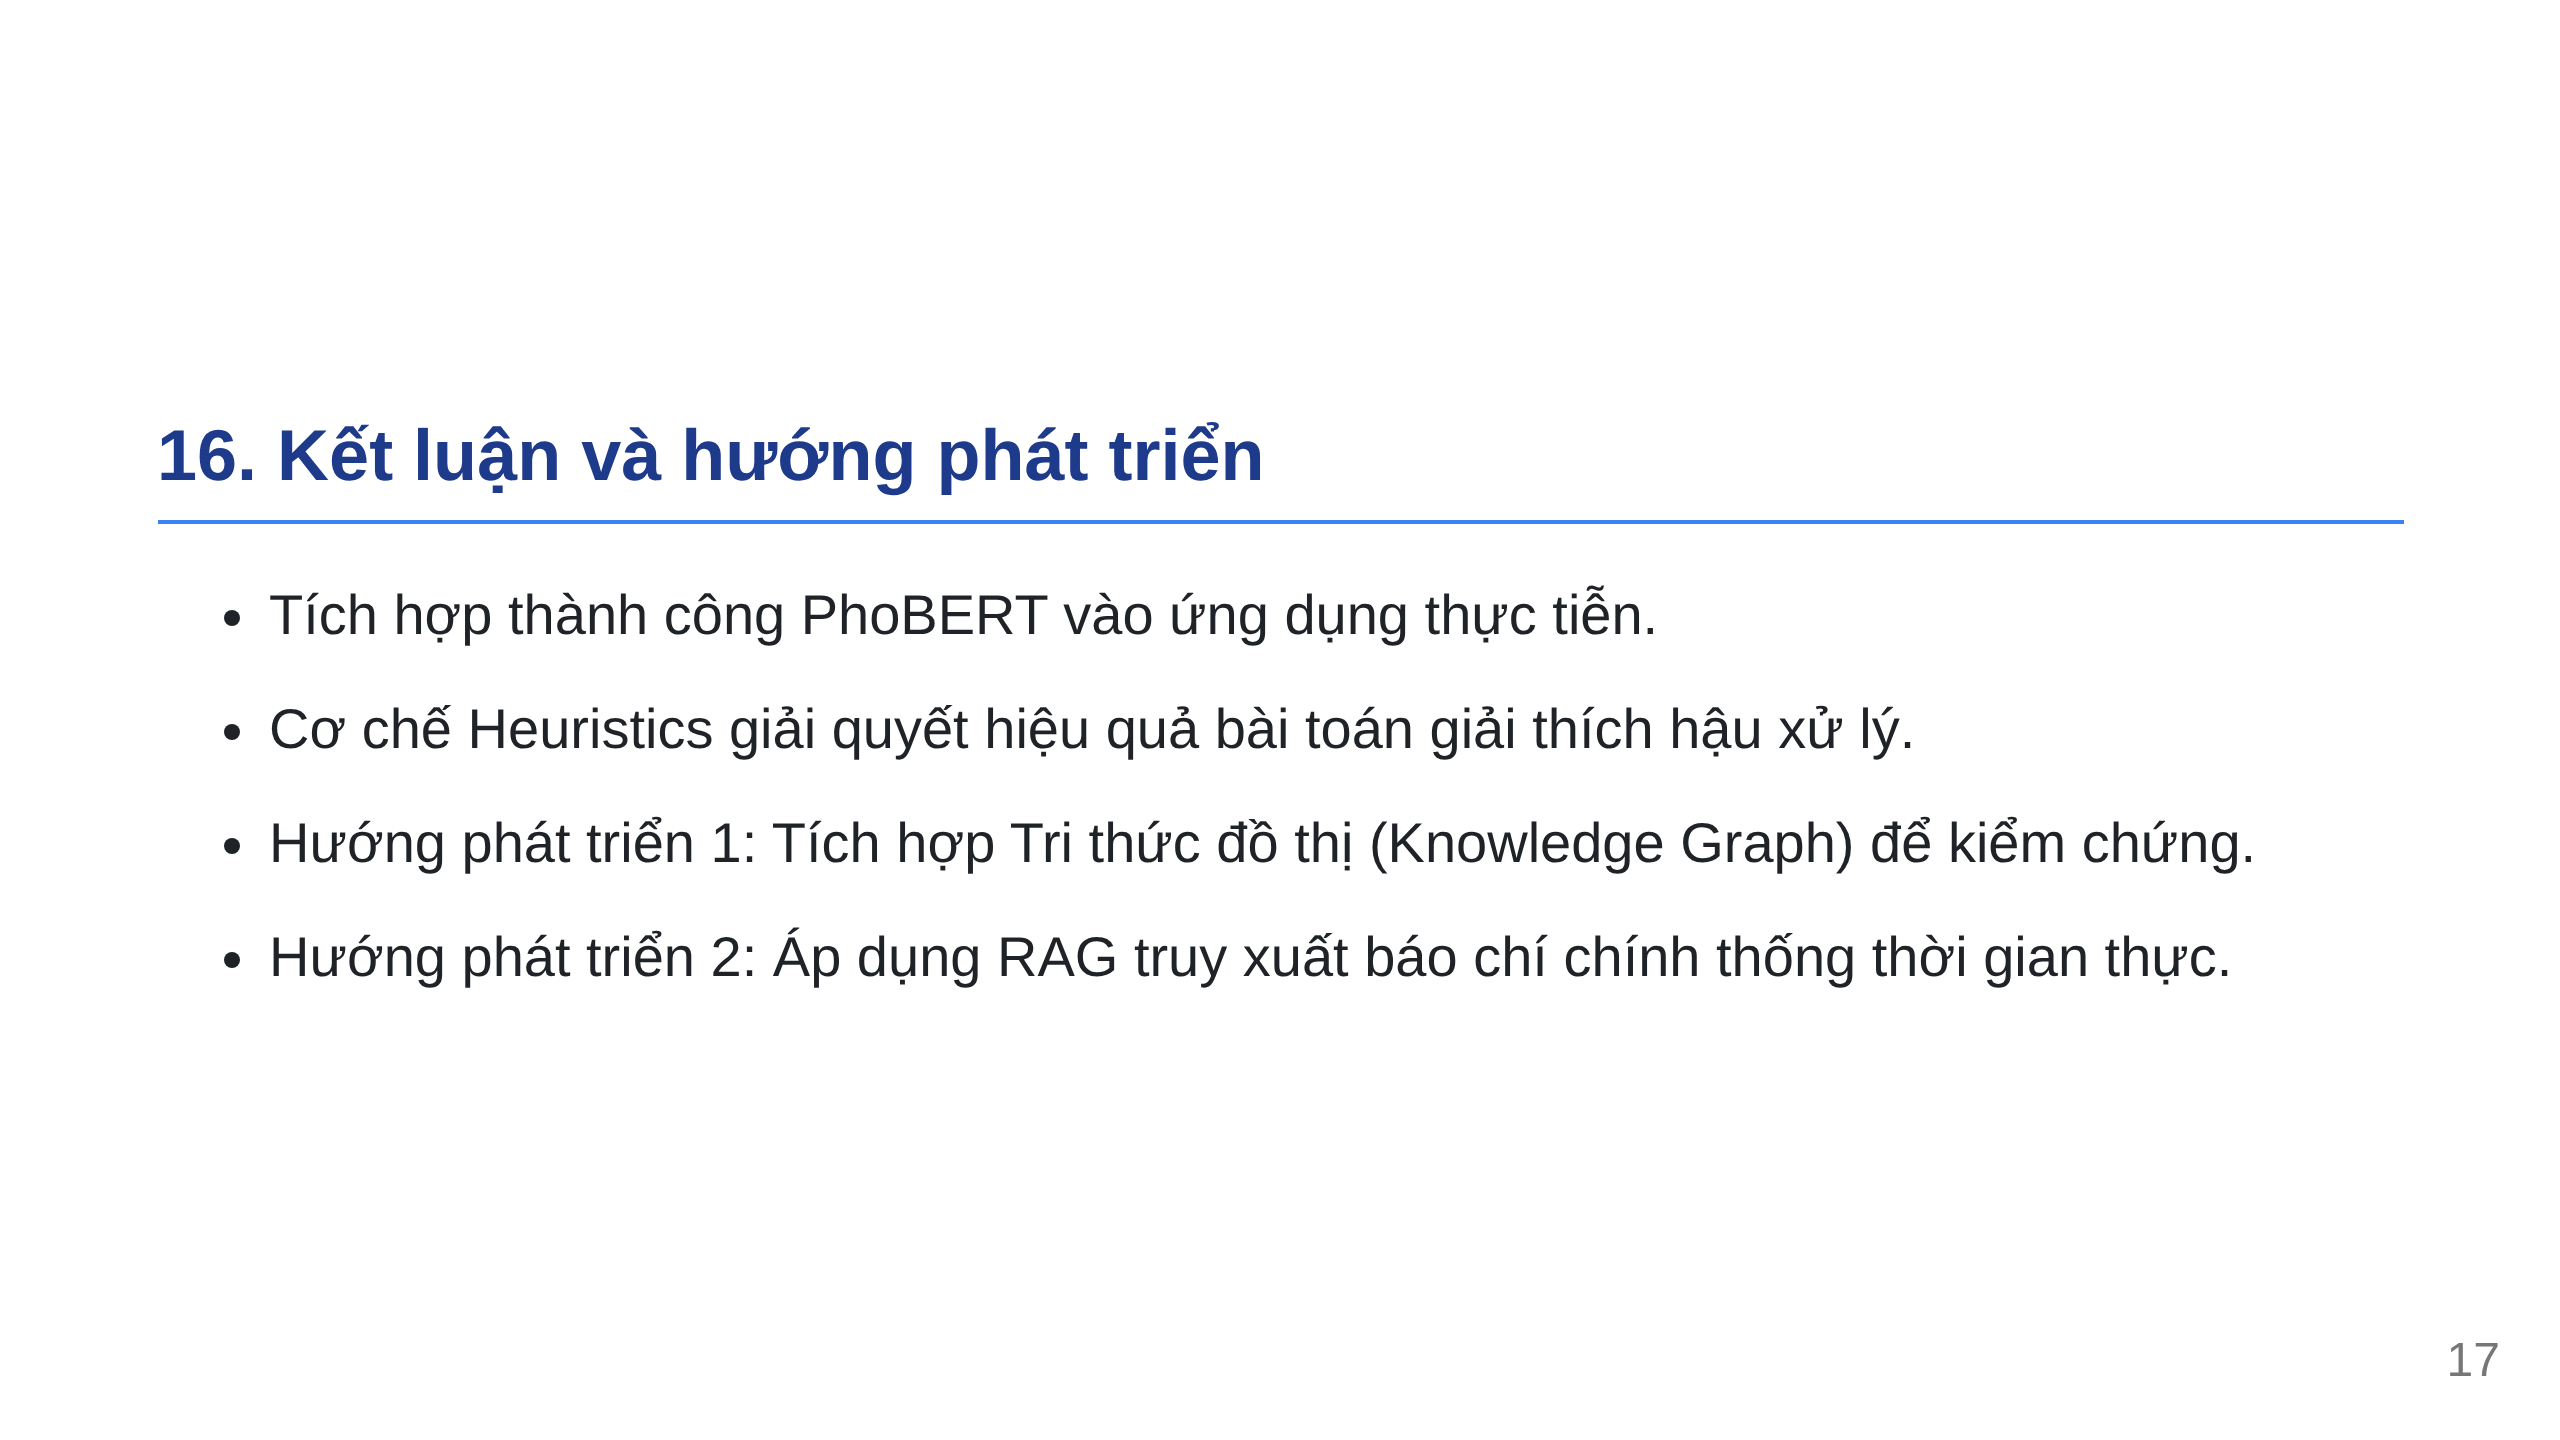 16. Kết luận và hướng phát triển
• Tích hợp thành công PhoBERT vào ứng dụng thực tiễn.
• Cơ chế Heuristics giải quyết hiệu quả bài toán giải thích hậu xử lý.
• Hướng phát triển 1: Tích hợp Tri thức đồ thị (Knowledge Graph) để kiểm chứng.
• Hướng phát triển 2: Áp dụng RAG truy xuất báo chí chính thống thời gian thực.
17